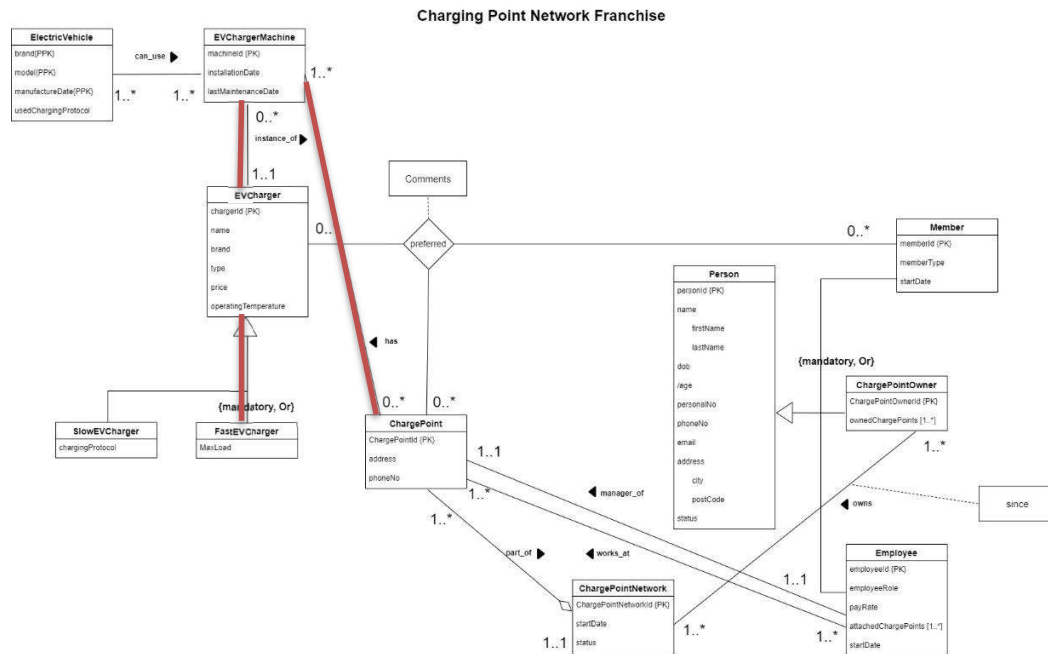 Charging Point Network Franchise
ElectricVehicle
brand{PPK}
model{PPK}
manufactureDate{PPK}
usedChargingProtocol
can_use
1..*
1..*
EVChargerMachine
machineId {PK}
installationDate
lastMaintenanceDate
1..*
0..*
instance_of
1..1
EVCharger
chargerId {PK}
name
brand
type
price
operatingTemperature
0..
Comments
preferred
0..*
Member
memberId {PK}
memberType
startDate
Person
personId {PK}
name
firstName
lastName
dob
/age
personalNo
phoneNo
email
address
city
postCode
status
has
{mandatory, Or}
{mandatory, Or}
SlowEVCharger
chargingProtocol
FastEVCharger
MaxLoad
0..*
0..*
ChargePoint
ChargePointId {PK}
address
phoneNo
ChargePointOwner
ChargePointOwnerId {PK}
ownedChargePoints [1..*]
1..*
1..1
1..*
manager_of
owns
since
1..*
part_of
works_at
1..1
1..*
ChargePointNetwork
ChargePointNetworkId {PK}
startDate
status
1..1
1..*
Employee
employeeId {PK}
employeeRole
payRate
attachedChargePoints [1..*]
startDate